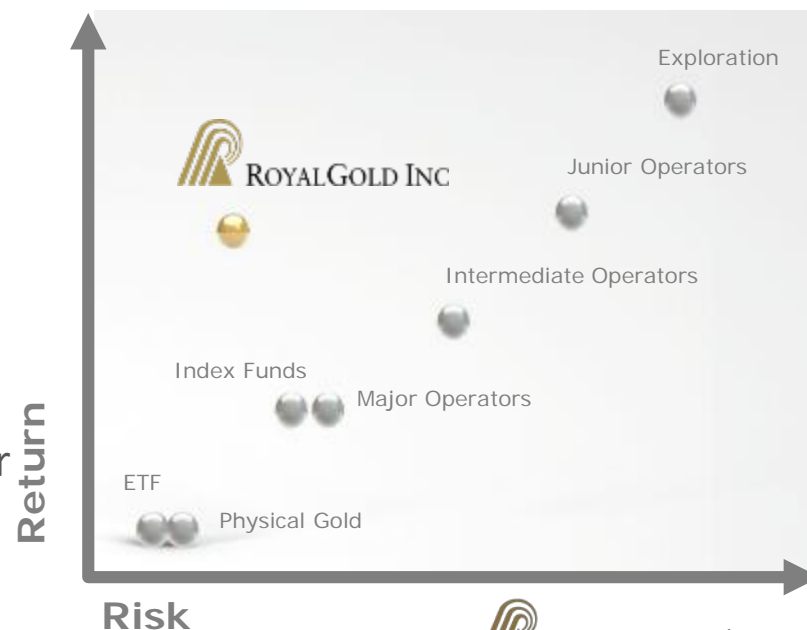 Exploration
ROYALGOLD INC
Junior Operators
Intermediate Operators
Index Funds
Major Operators
ETF
Physical Gold
r
Return
Risk